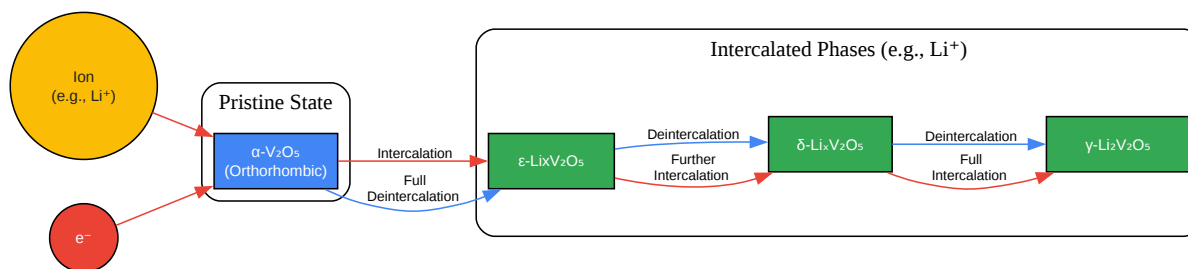 Ion
(e.g., Li⁺)
e⁻
Pristine State
α-V₂O₅
(Orthorhombic)
Intercalation
Full
Deintercalation
Intercalated Phases (e.g., Li⁺)
ε-LixV₂O₅
Deintercalation
Further
Intercalation
δ-LiₓV₂O₅
Deintercalation
Full
Intercalation
γ-Li₂V₂O₅